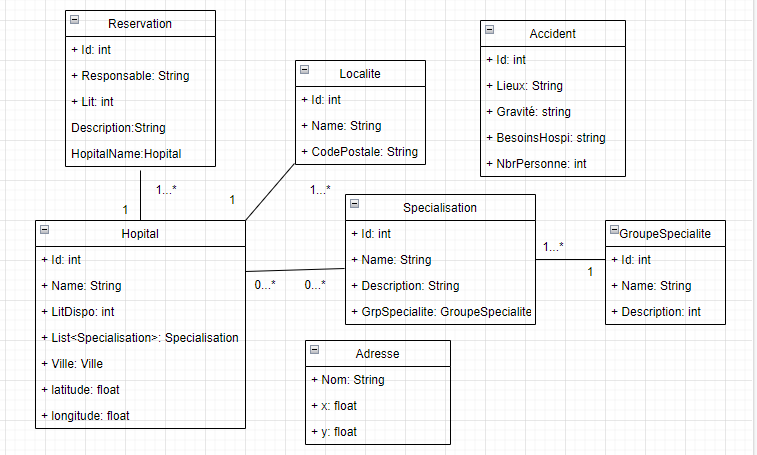 Reservation
+ Id: int
+ Responsable: String
+ Lit: int
Description:String
HopitalName:Hopital
Localite
+ Id: int
+ Name: String
+ CodePostale: String
Accident
+ Id: int
+ Lieux: String
+ Gravité: string
+ BesoinsHospi: string
+ NbrPersonne: int
1...*
1
1
1...*
Hopital
+ Id: int
+ Name: String
+ LitDispo: int
+ List<Specialisation>: Specialisation
+ Ville: Ville
+ latitude: float
+ longitude: float
0...*
0...*
Specialisation
+ Id: int
+ Name: String
+ Description: String
+ GrpSpecialite: GroupeSpecialite
1...*
1
GroupeSpecialite
+ Id: int
+ Name: String
+ Description: int
Adresse
+ Nom: String
+ x: float
+ y: float